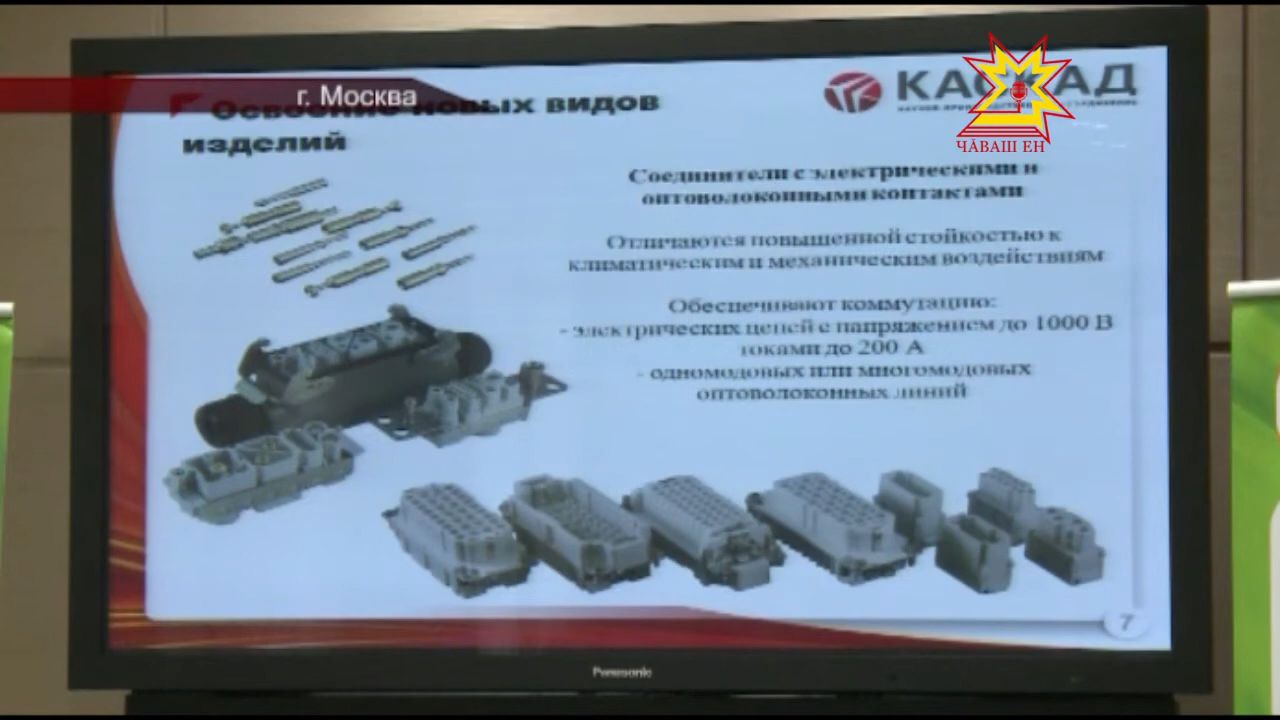 г. Москва
Освоение новых видов
изделий
КАСКАД
ЧӐВАШ ЕН
Соединители с электрическими и
оптоволоконными контактами
Отличаются повышенной стойкостью к
климатическим и механическим воздействиям
Обеспечивают коммутацию:
- электрических цепей с напряжением до 1000 В
токами до 200 А
- одномодовых или многомодовых
оптоволоконных линий
7
Panasonic